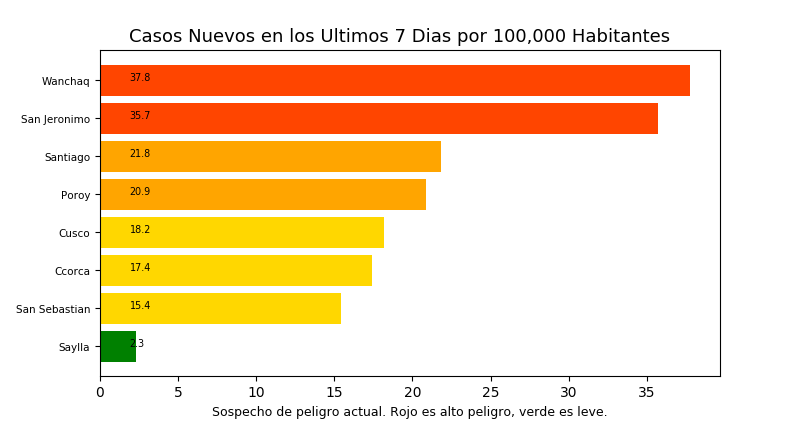 Casos Nuevos en los Ultimos 7 Dias por 100,000 Habitantes
Wanchaq 37.8
San Jeronimo 35.7
Santiago 21.8
Poroy 20.9
Cusco 18.2
Ccorca 17.4
San Sebastian 15.4
Saylla 2.3
0 5 10 15 20 25 30 35
Sospecho de peligro actual. Rojo es alto peligro, verde es leve.